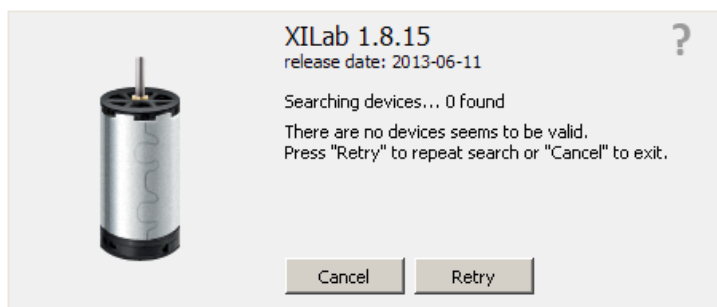 XILab 1.8.15
?
release date: 2013-06-11
Searching devices... 0 found
There are no devices seems to be valid.
Press "Retry" to repeat search or "Cancel" to exit.
Cancel
Retry